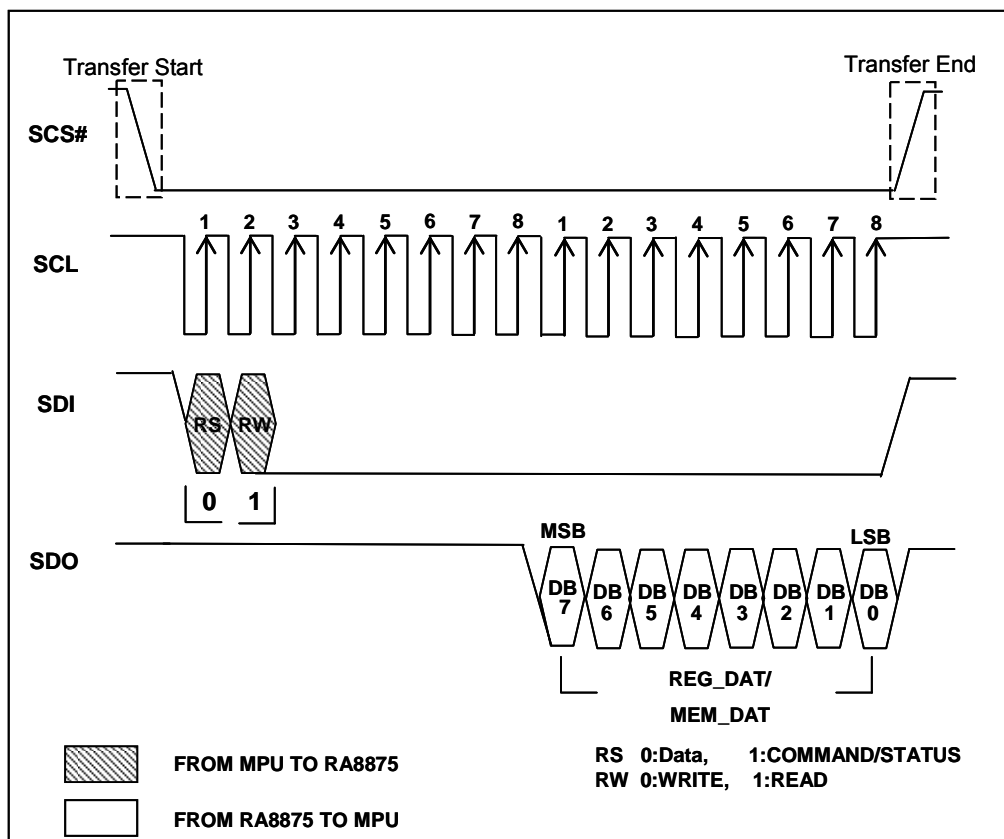 Transfer Start
Transfer End
SCS#
1 2 3 4 5 6 7 8 1 2 3 4 5 6 7 8
SCL
SDI
RS RW
0 1
SDO
MSB
LSB
DB 7
DB 6
DB 5
DB 4
DB 3
DB 2
DB 1
DB 0
REG_DAT/
MEM_DAT
FROM MPU TO RA8875
RS 0:Data, 1:COMMAND/STATUS
RW 0:WRITE, 1:READ
FROM RA8875 TO MPU